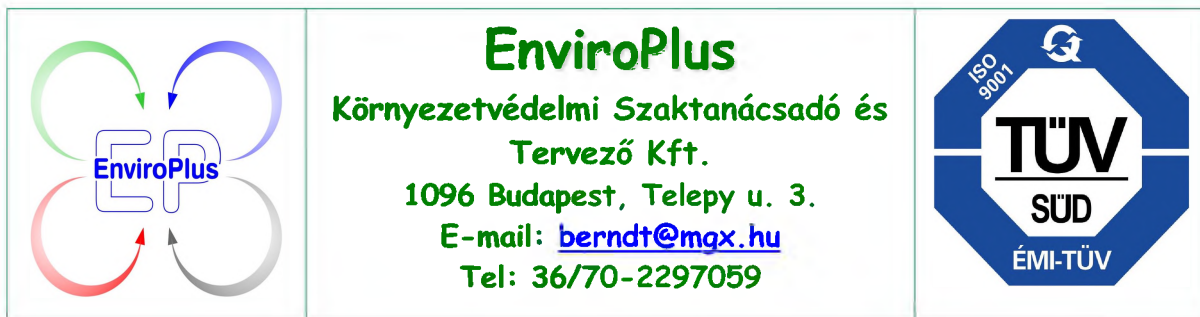 EP
EnviroPlus
EnviroPlus
Környezetvédelmi Szaktanácsadó és
Tervező Kft.
1096 Budapest, Telepy u. 3.
E-mail: berndt@mgx.hu
Tel: 36/70-2297059
ISO
9001
TÜV
SÜD
ÉMI-TÜV